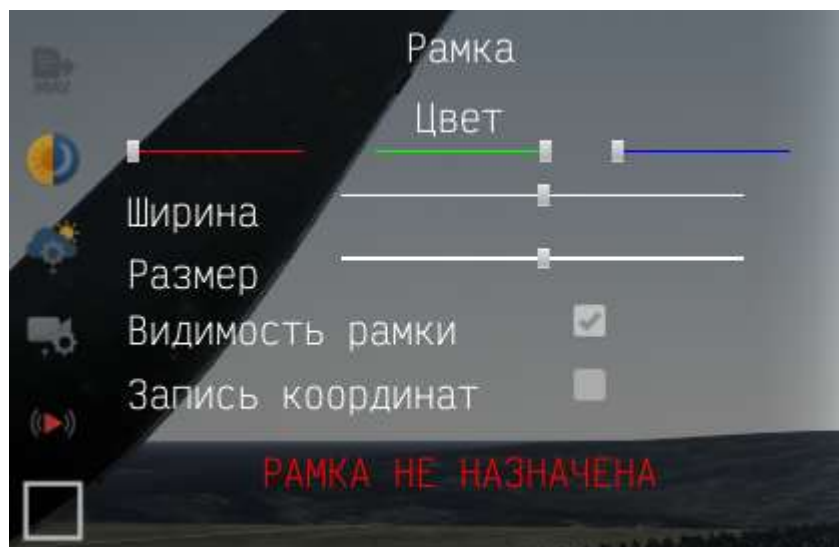 Рамка
Цвет
Ширина
Размер
Видимость рамки
Запись координат
РАМКА НЕ НАЗНАЧЕНА